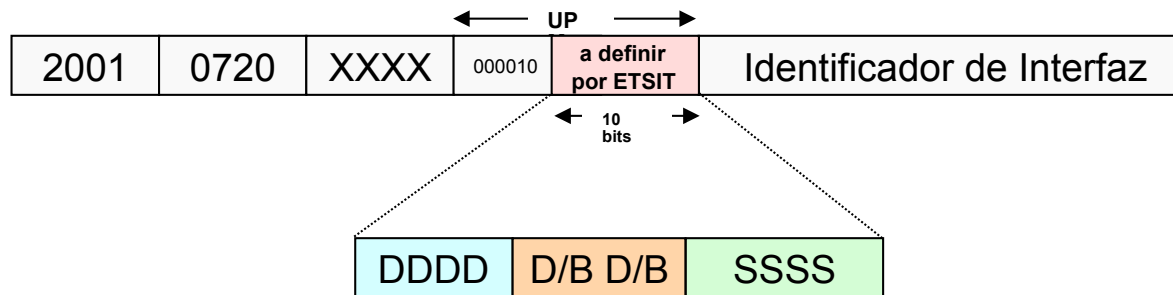 UP
2001 0720 XXXX 000010 a definir Identificador de Interfaz
por ETSIT
10
bits
DDDD D/B D/B SSSS